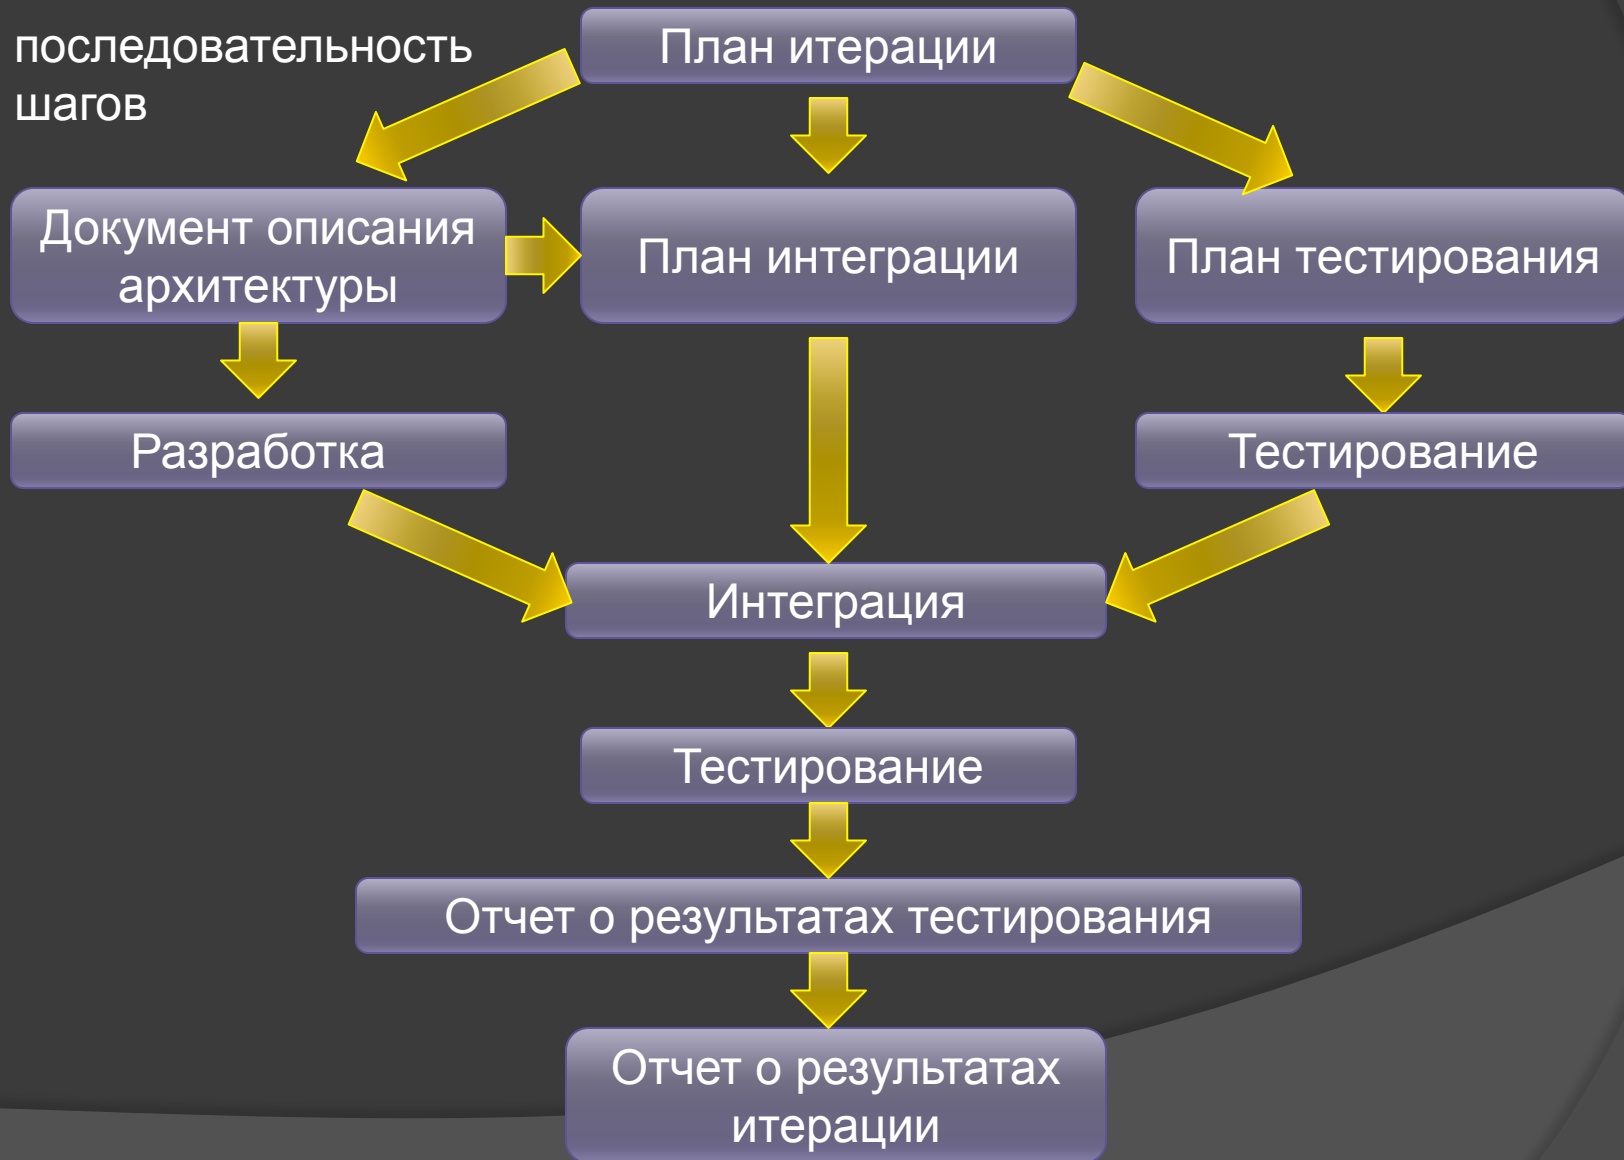 последовательность
шагов
План итерации
Документ описания
архитектуры
План интеграции
План тестирования
Разработка
Тестирование
Интеграция
Тестирование
Отчет о результатах тестирования
Отчет о результатах
итерации